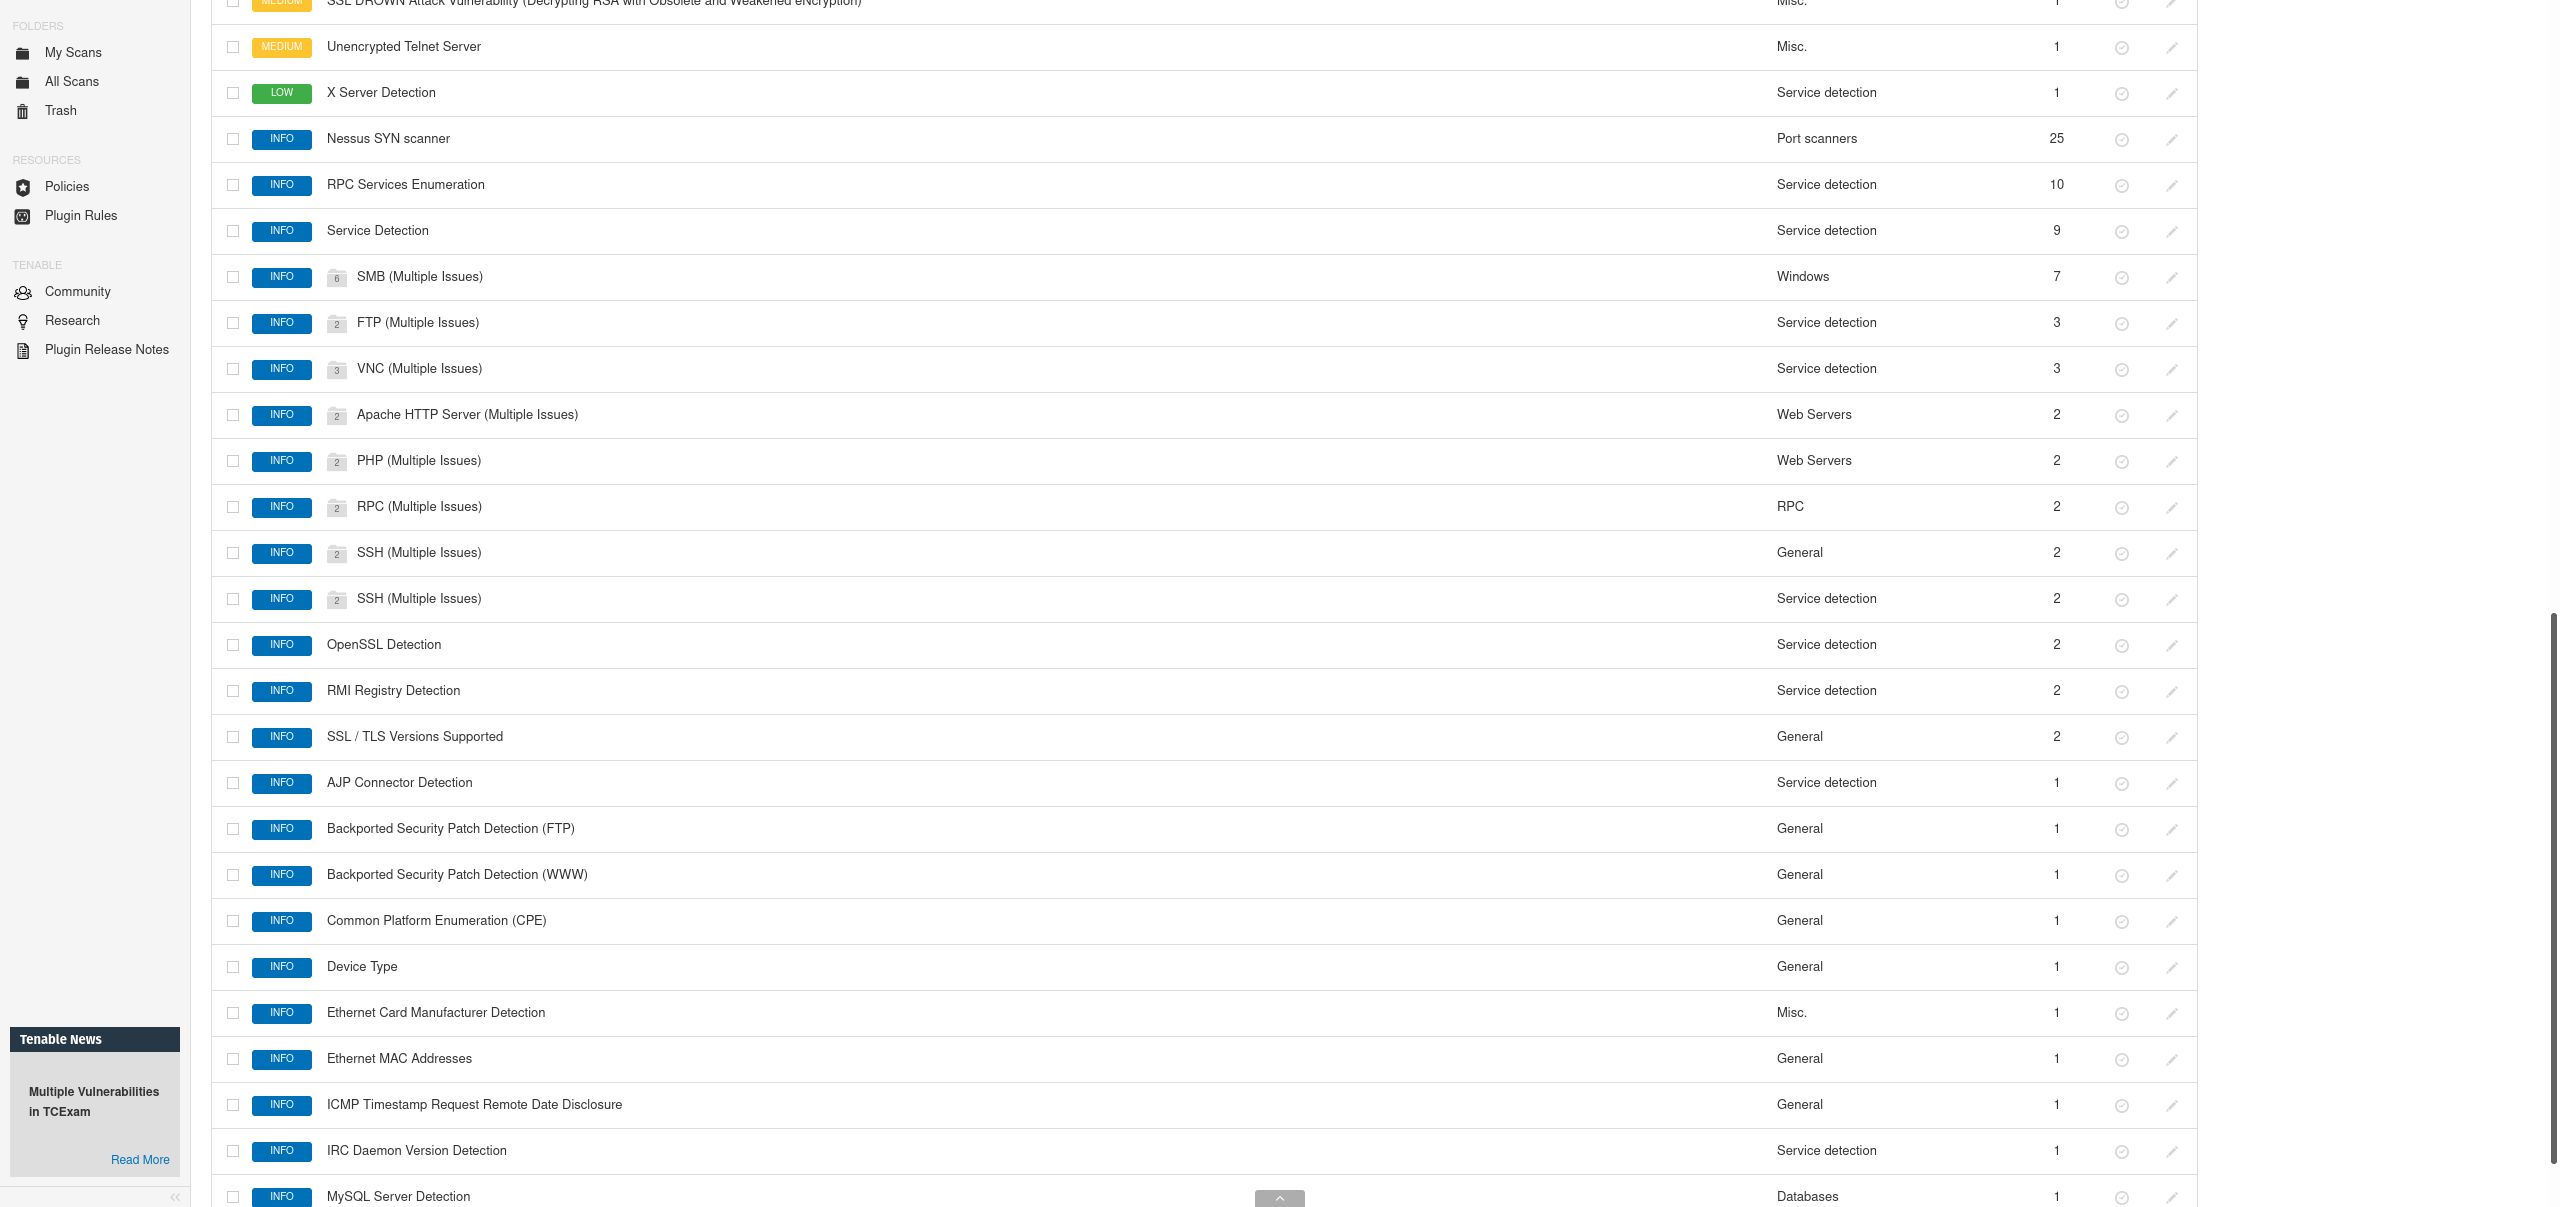 FOLDERS
My Scans
All Scans
Trash
RESOURCES
Policies
Plugin Rules
TENABLE
Community
Research
Plugin Release Notes
Tenable News
Multiple Vulnerabilities
in TCExam
Read More
MEDIUM SSL DROWN Attack Vulnerability (Decrypting RSA with Obsolete and Weakened eNcryption) Misc. 1
MEDIUM Unencrypted Telnet Server Misc. 1
LOW X Server Detection Service detection 1
INFO Nessus SYN scanner Port scanners 25
INFO RPC Services Enumeration Service detection 10
INFO Service Detection Service detection 9
INFO 6 SMB (Multiple Issues) Windows 7
INFO 2 FTP (Multiple Issues) Service detection 3
INFO 3 VNC (Multiple Issues) Service detection 3
INFO 2 Apache HTTP Server (Multiple Issues) Web Servers 2
INFO 2 PHP (Multiple Issues) Web Servers 2
INFO 2 RPC (Multiple Issues) RPC 2
INFO 2 SSH (Multiple Issues) General 2
INFO 2 SSH (Multiple Issues) Service detection 2
INFO OpenSSL Detection Service detection 2
INFO RMI Registry Detection Service detection 2
INFO SSL / TLS Versions Supported General 2
INFO AJP Connector Detection Service detection 1
INFO Backported Security Patch Detection (FTP) General 1
INFO Backported Security Patch Detection (WWW) General 1
INFO Common Platform Enumeration (CPE) General 1
INFO Device Type General 1
INFO Ethernet Card Manufacturer Detection Misc. 1
INFO Ethernet MAC Addresses General 1
INFO ICMP Timestamp Request Remote Date Disclosure General 1
INFO IRC Daemon Version Detection Service detection 1
INFO MySQL Server Detection Databases 1